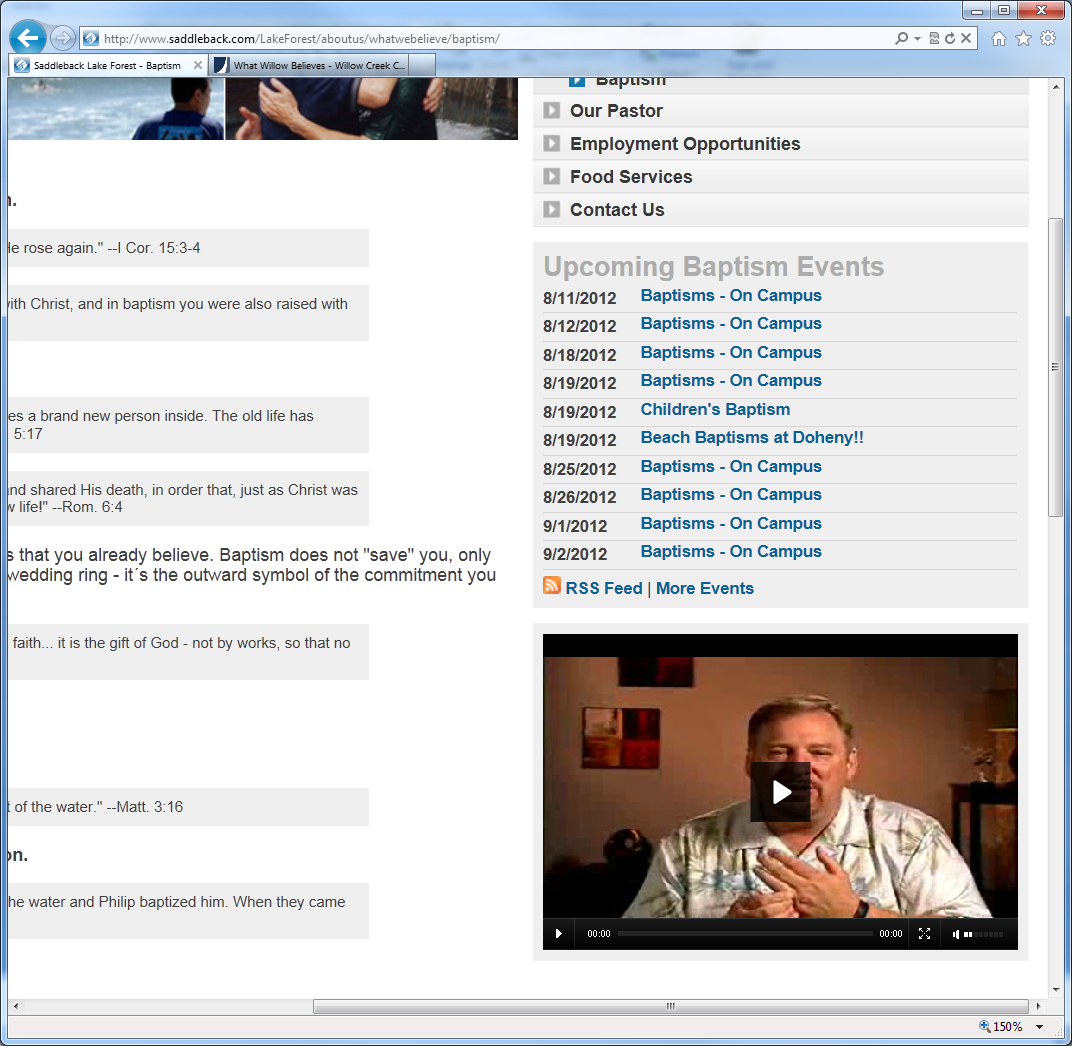 http://www.saddleback.com/LakeForest/aboutus/whatwebelieve/baptism/
Saddleback Lake Forest - Baptism
What Willow Believes - Willow Creek C...
Baptism
Our Pastor
Employment Opportunities
Food Services
Contact Us
n.
He rose again." --I Cor. 15:3-4
with Christ, and in baptism you were also raised with
es a brand new person inside. The old life has
5:17
nd shared His death, in order that, just as Christ was
w life!" --Rom. 6:4
s that you already believe. Baptism does not "save" you, only
wedding ring - it´s the outward symbol of the commitment you
faith... it is the gift of God - not by works, so that no
t of the water." --Matt. 3:16
on.
he water and Philip baptized him. When they came
Upcoming Baptism Events
8/11/2012 Baptisms - On Campus
8/12/2012 Baptisms - On Campus
8/18/2012 Baptisms - On Campus
8/19/2012 Baptisms - On Campus
8/19/2012 Children's Baptism
8/19/2012 Beach Baptisms at Doheny!!
8/25/2012 Baptisms - On Campus
8/26/2012 Baptisms - On Campus
9/1/2012 Baptisms - On Campus
9/2/2012 Baptisms - On Campus
RSS Feed | More Events
00:00 00:00
150%